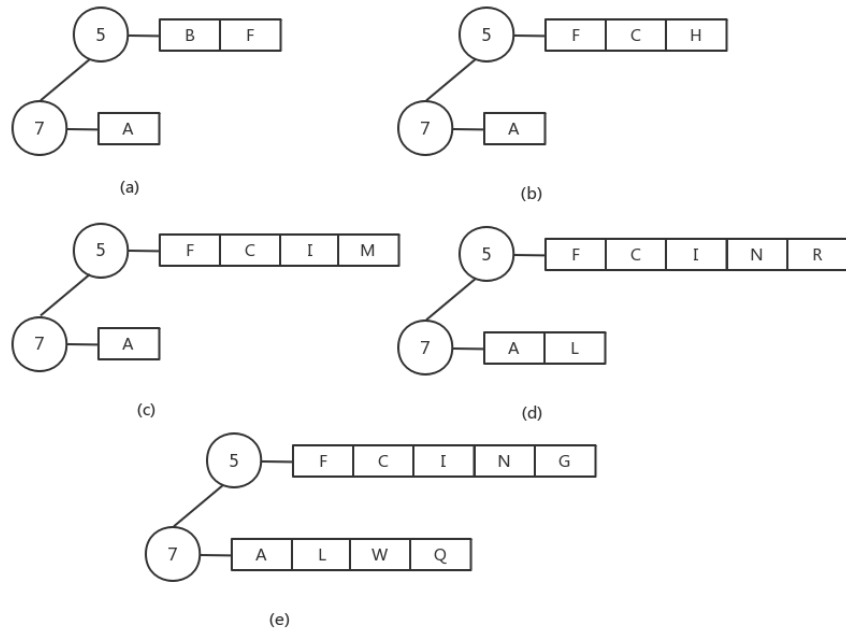 5 B F
7 A
(a)
5 F C H
7 A
(b)
5 F C I M
7 A
(c)
5 F C I N R
7 A L
(d)
5 F C I N G
7 A L W Q
(e)